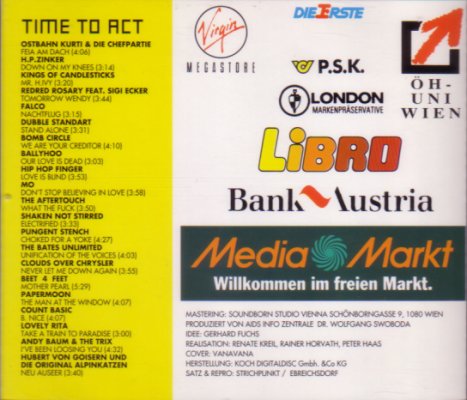 TIME TO ACT
OSTBAHN KURTI & DIE CHEFPARTIE
FEIA AM DACH (4:06)
H.P.ZINKER
DOWN ON MY KNEES (3:14)
KINGS OF CANDLESTICKS
MR. H.IVY (3:20)
REDRED ROSARY FEAT. SIGI ECKER
TOMORROW WENDY (3:44)
FALCO
NACHTFLUG (3:15)
DUBBLE STANDART
STAND ALONE (3:31)
BOMB CIRCLE
WE ARE YOUR CREDITOR (4:10)
BALLYHOO
OUR LOVE IS DEAD (3:03)
HIP HOP FINGER
LOVE IS BLIND (3:53)
MO
DON'T STOP BELIEVING IN LOVE (3:58)
THE AFTERTOUCH
WHAT THE FUCK (3:50)
SHAKEN NOT STIRRED
ELECTRIFIED (3:33)
PUNGENT STENCH
CHOKED FOR A YOKE (4:27)
THE BATES UNLIMITED
UNIFICATION OF THE VOICES (4:03)
CLOUDS OVER CHRYSLER
NEVER LET ME DOWN AGAIN (3:55)
BEET 4 FEET
MOTHER PEARL (5:29)
PAPERMOON
THE MAN AT THE WINDOW (4:07)
COUNT BASIC
B. NICE (4:07)
LOVELY RITA
TAKE A TRAIN TO PARADISE (3:00)
ANDY BAUM & THE TRIX
I'VE BEEN LOOSING YOU (4:32)
HUBERT VON GOISERN UND
DIE ORIGINAL ALPINKATZEN
NEU AUSEER (3:40)
Virgin
MEGASTORE
DIE ERSTE
P.S.K.
LONDON
MARKENPRÄSERVATIVE
ÖH-
UNI
WIEN
LiBRO
Bank Austria
Media Markt
Willkommen im freien Markt.
MASTERING: SOUNDBORN STUDIO VIENNA SCHÖNBORNGASSE 9, 1080 WIEN
PRODUZIERT VON AIDS INFO ZENTRALE DR. WOLFGANG SWOBODA
IDEE: GERHARD FUCHS
REALISATION: RENATE KREIL, RAINER HORVATH, PETER HAAS
COVER: VANAVANA
HERSTELLUNG: KOCH DIGITALDISC Gmbh. &Co KG
SATZ & REPRO: STRICHPUNKT / EBREICHSDORF